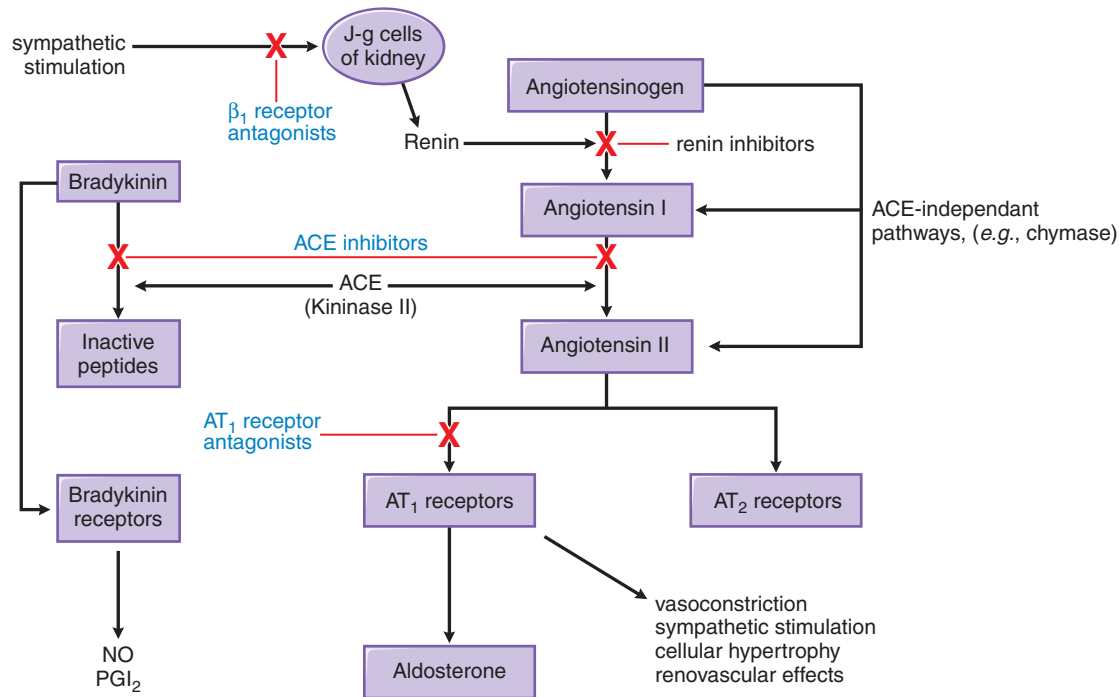 sympathetic
stimulation
J-g cells
of kidney
β₁ receptor
antagonists
Angiotensinogen
Renin
renin inhibitors
Bradykinin
Angiotensin I
ACE-independant
pathways, (e.g., chymase)
ACE inhibitors
ACE
(Kininase II)
Inactive
peptides
Angiotensin II
AT₁ receptor
antagonists
Bradykinin
receptors
AT₁ receptors
AT₂ receptors
vasoconstriction
sympathetic stimulation
cellular hypertrophy
renovascular effects
NO
PGI₂
Aldosterone